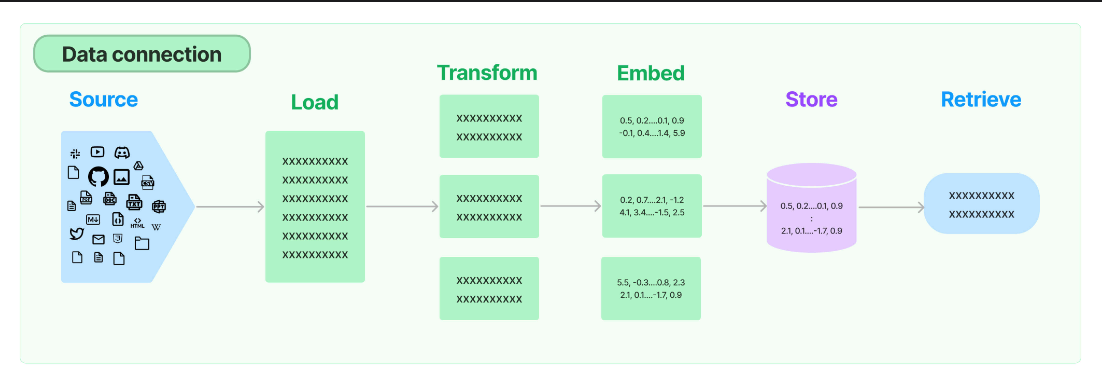 Data connection
Source
Load
Transform
Embed
Store
Retrieve
XXXXXXXXXX
XXXXXXXXXX
XXXXXXXXXX
XXXXXXXXXX
XXXXXXXXXX
XXXXXXXXXX
XXXXXXXXXX
XXXXXXXXXX
XXXXXXXXXX
XXXXXXXXXX
XXXXXXXXXX
XXXXXXXXXX
0.5, 0.2....0.1, 0.9
-0.1, 0.4....1.4, 5.9
0.2, 0.7....2.1, -1.2
4.1, 3.4....-1.5, 2.5
5.5, -0.3....0.8, 2.3
2.1, 0.1....-1.7, 0.9
0.5, 0.2....0.1, 0.9
:
2.1, 0.1....-1.7, 0.9
XXXXXXXXXX
XXXXXXXXXX
HTML
W
M↓